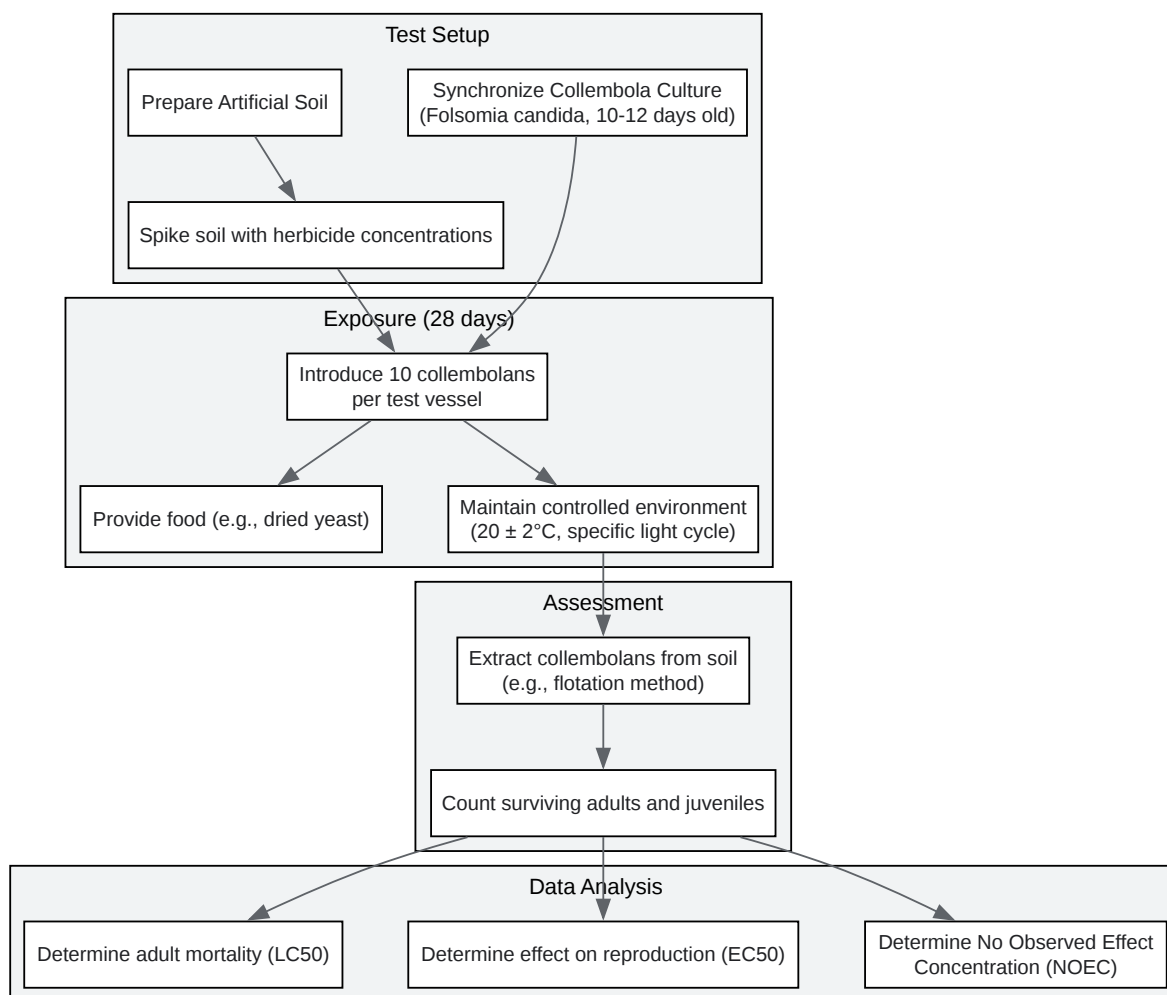 Test Setup
Prepare Artificial Soil
Synchronize Collembola Culture
(Folsomia candida, 10-12 days old)
Spike soil with herbicide concentrations
Exposure (28 days)
Introduce 10 collembolans
per test vessel
Provide food (e.g., dried yeast)
Maintain controlled environment
(20 ± 2°C, specific light cycle)
Assessment
Extract collembolans from soil
(e.g., flotation method)
Count surviving adults and juveniles
Data Analysis
Determine adult mortality (LC50)
Determine effect on reproduction (EC50)
Determine No Observed Effect
Concentration (NOEC)